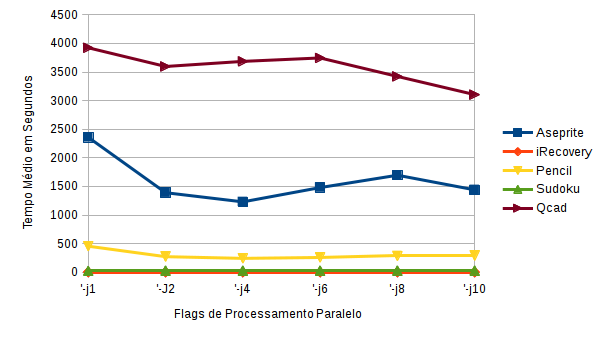 4500
4000
3500
3000
2500
2000
1500
1000
500
0
Tempo Médio em Segundos
'-j1 '-J2 '-j4 '-j6 '-j8 '-j10
Flags de Processamento Paralelo
Aseprite
iRecovery
Pencil
Sudoku
Qcad